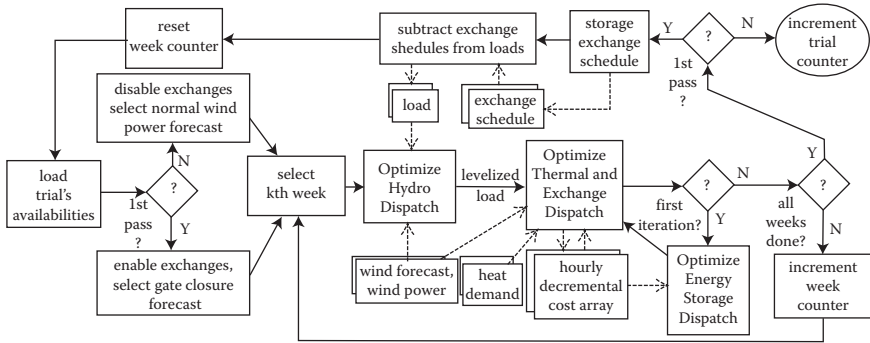 reset
week counter
subtract exchange
shedules from loads
storage
exchange
schedule
Y
?
N
increment
trial
counter
1st
pass
?
disable exchanges
select normal wind
power forecast
load
exchange
schedule
N
load
trial's
availabilities
?
1st
pass
?
Y
select
kth week
Optimize
Hydro
Dispatch
levelized
load
Optimize
Thermal and
Exchange
Dispatch
?
N
first
iteration?
Y
?
Y
all
weeks
done?
N
enable exchanges,
select gate closure
forecast
wind forecast,
wind power
heat
demand
hourly
decremental
cost array
Optimize
Energy
Storage
Dispatch
increment
week
counter